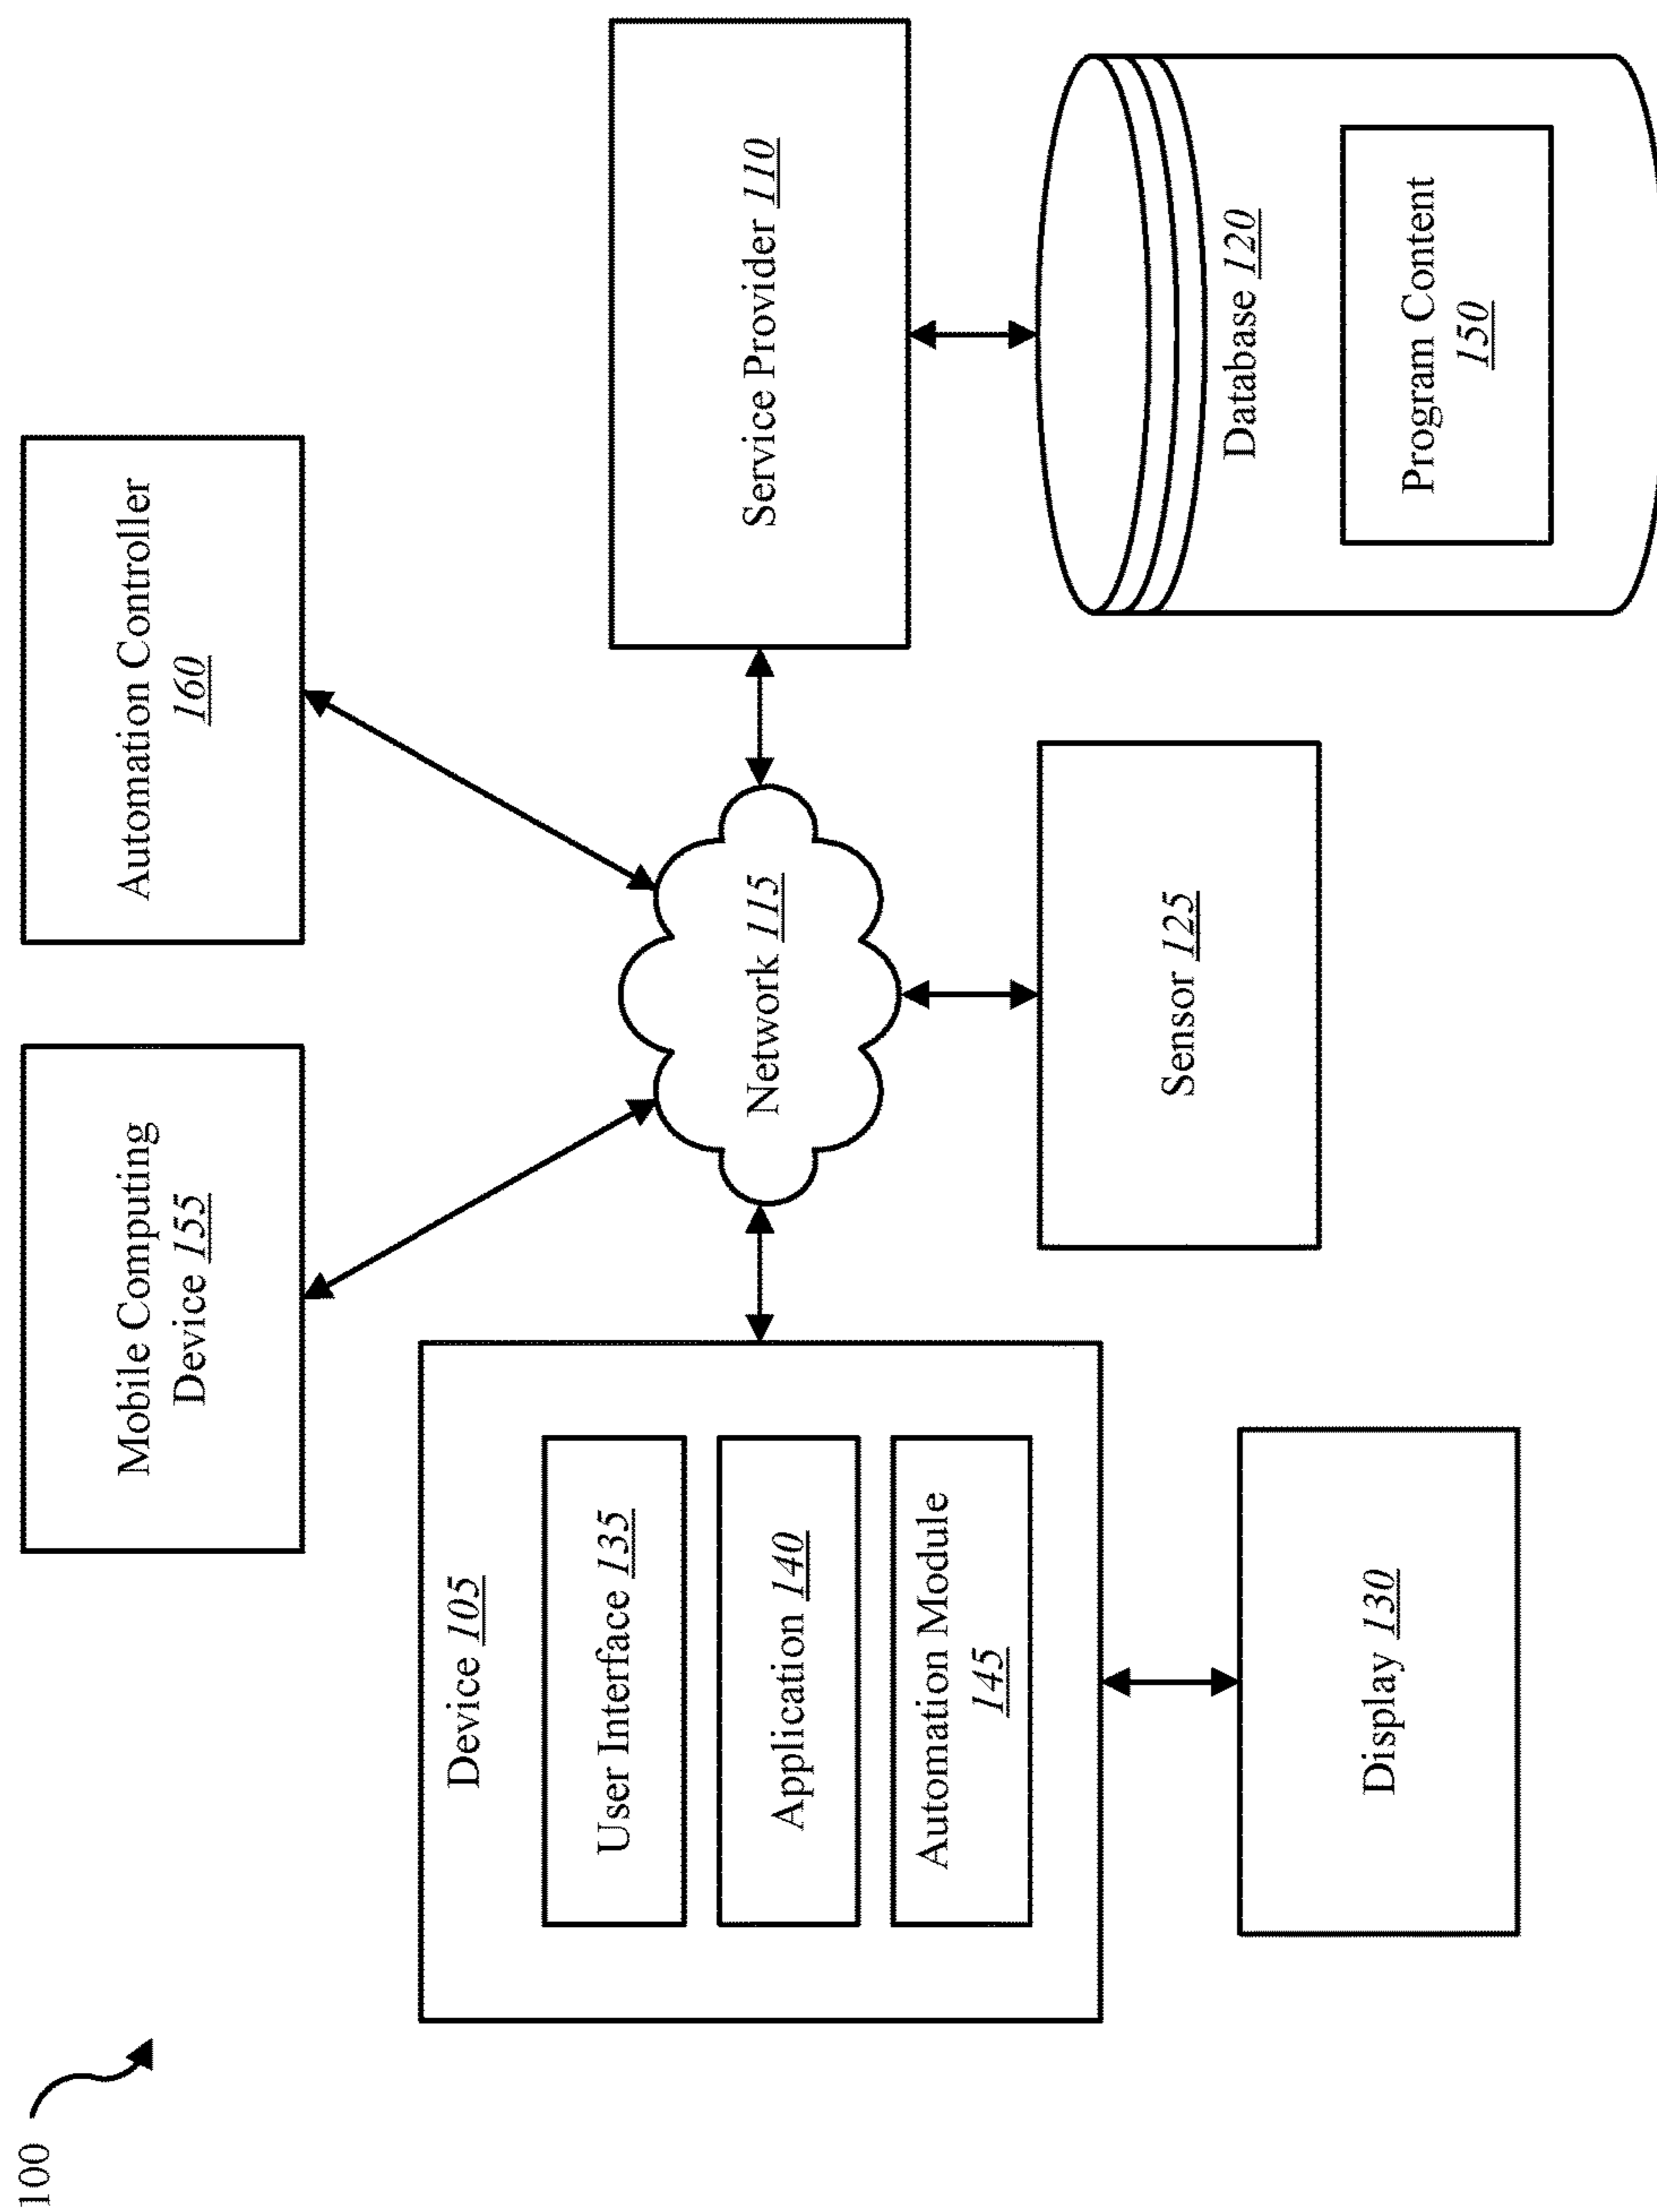 100
Mobile Computing
Device 155
Automation Controller
160
Device 105
User Interface 135
Application 140
Automation Module
145
Network 115
Service Provider 110
Display 130
Sensor 125
Database 120
Program Content
150